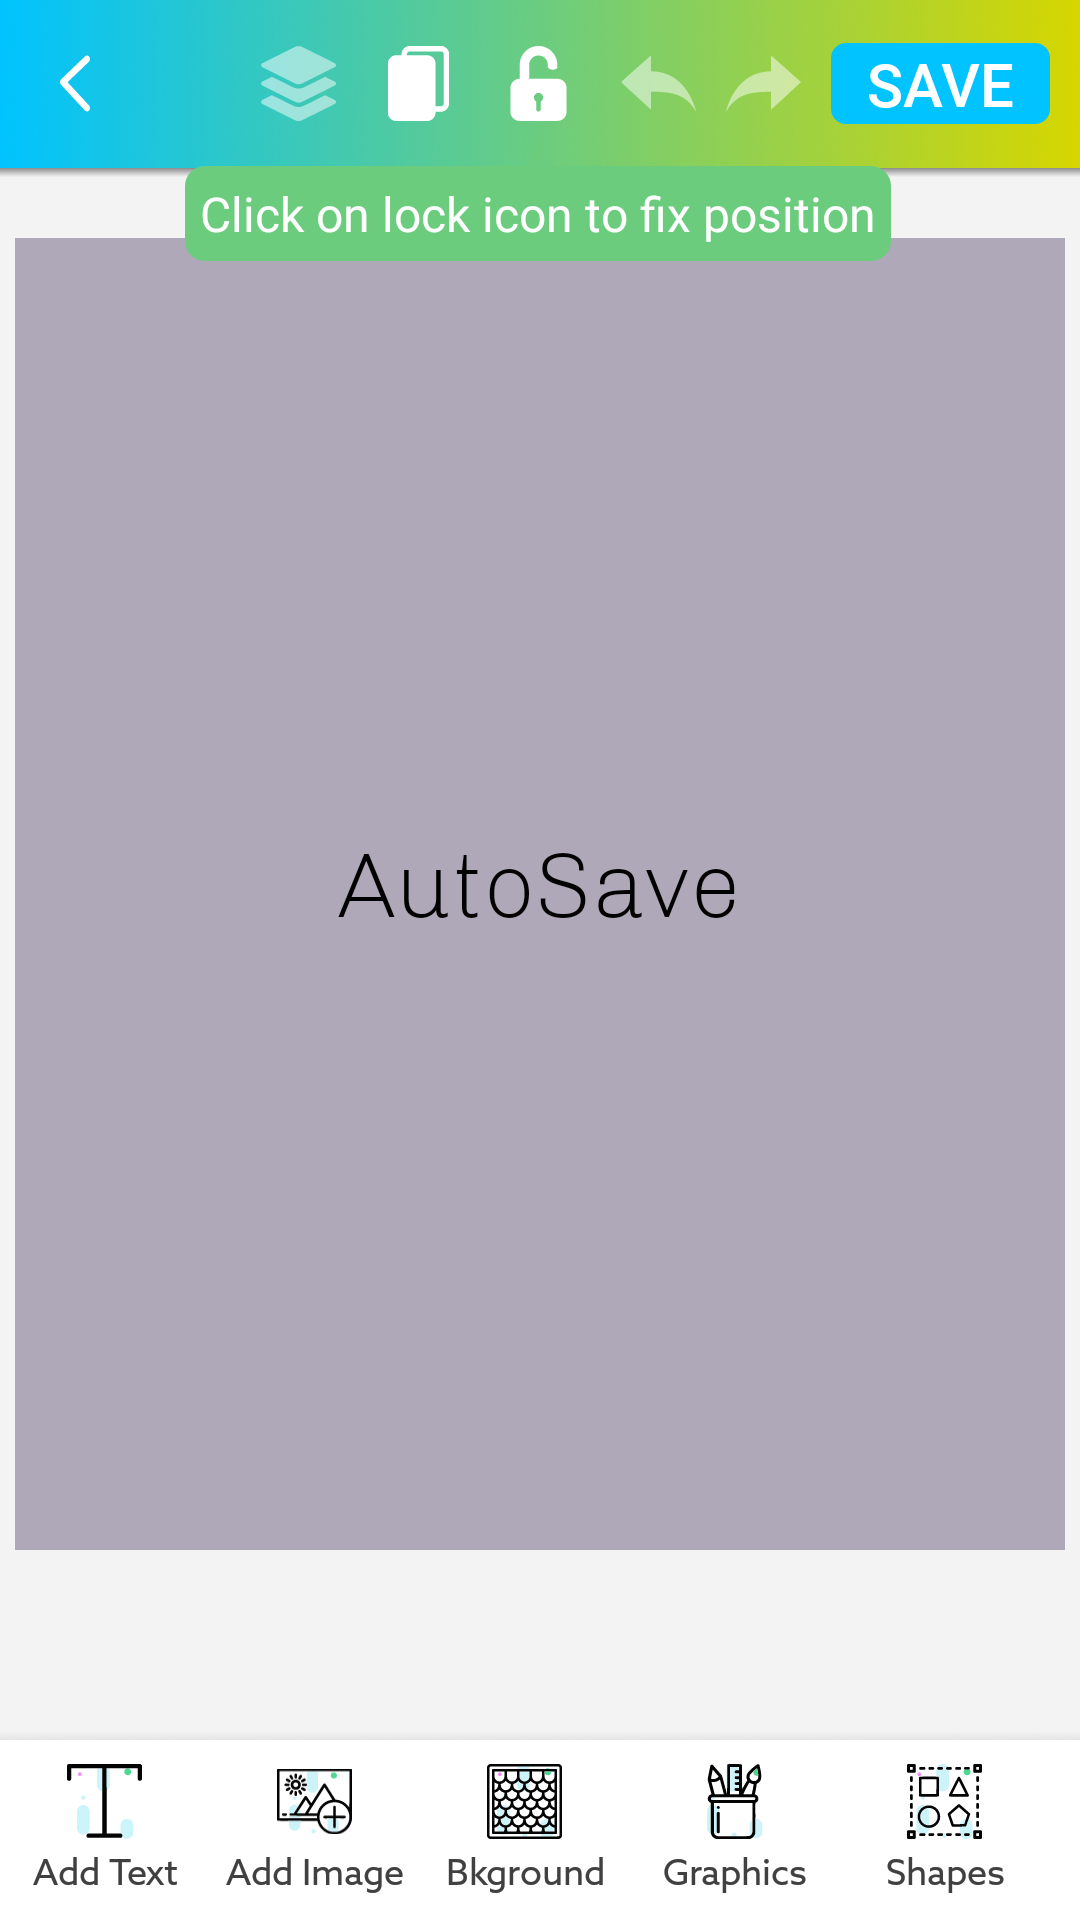 SAVE
Click on lock icon to fix position
AutoSave
Add Text
Add Image
Bkground
Graphics
Shapes